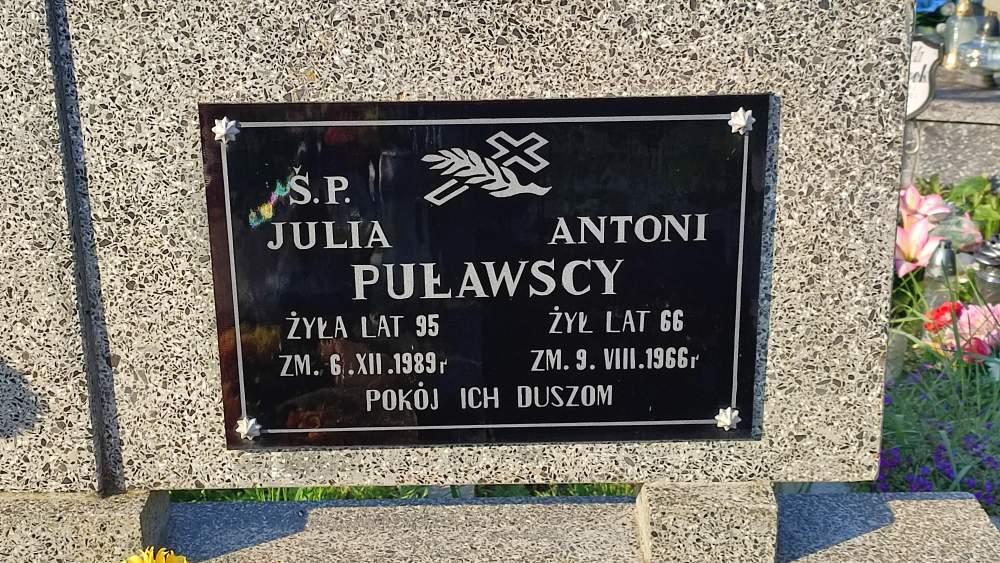 Ś.P.
JULIA ANTONI
PUŁAWSCY
ŻYŁA LAT 95 ŻYŁ LAT 66
ZM. 6.XII.1989r ZM. 9.VIII.1966r
POKÓJ ICH DUSZOM